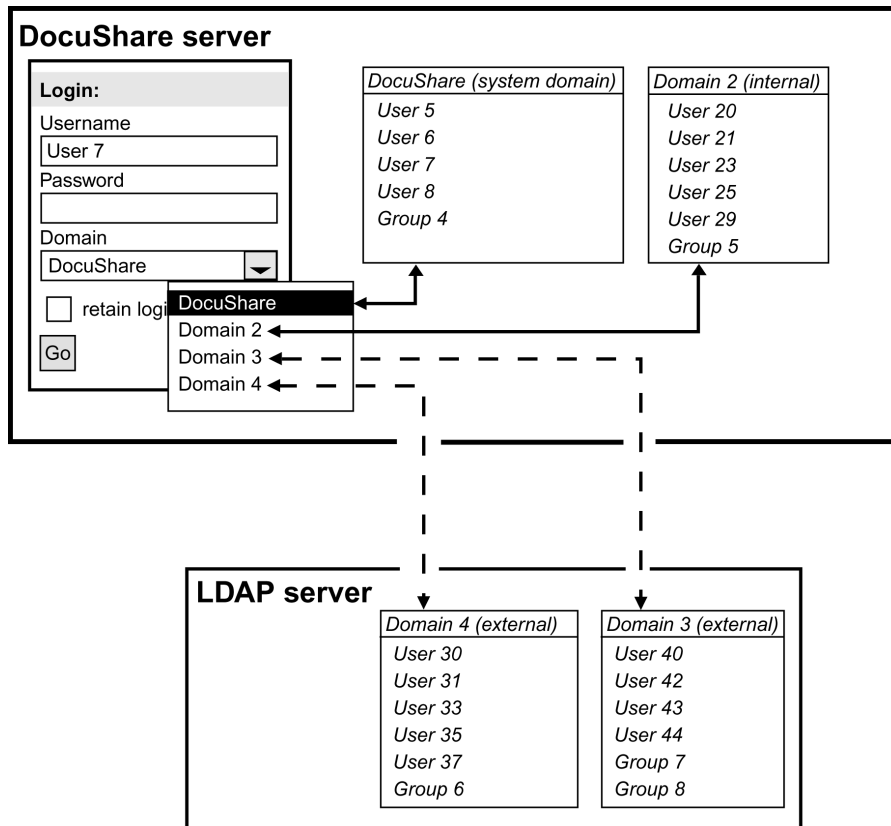 DocuShare server
Login:
Username
User 7
Password
Domain
DocuShare
retain logi
Go
DocuShare
Domain 2
Domain 3
Domain 4
DocuShare (system domain)
User 5
User 6
User 7
User 8
Group 4
Domain 2 (internal)
User 20
User 21
User 23
User 25
User 29
Group 5
LDAP server
Domain 4 (external)
User 30
User 31
User 33
User 35
User 37
Group 6
Domain 3 (external)
User 40
User 42
User 43
User 44
Group 7
Group 8